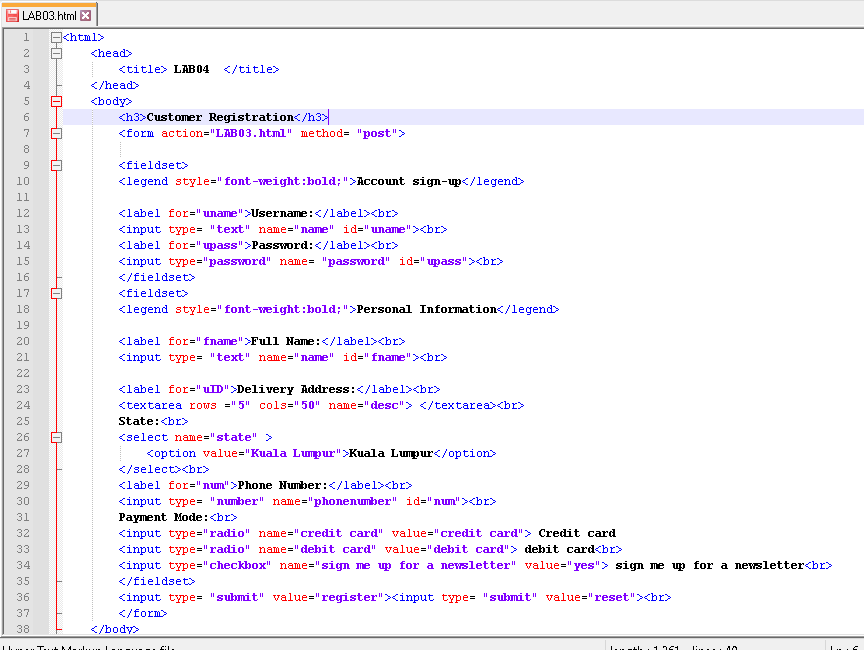 LAB03.html
1 <html>
2 <head>
3 <title> LAB04 </title>
4 </head>
5 <body>
6 <h3>Customer Registration</h3>
7 <form action="LAB03.html" method= "post">
8
9 <fieldset>
10 <legend style="font-weight:bold;">Account sign-up</legend>
11
12 <label for="uname">Username:</label><br>
13 <input type= "text" name="name" id="uname"><br>
14 <label for="upass">Password:</label><br>
15 <input type="password" name= "password" id="upass"><br>
16 </fieldset>
17 <fieldset>
18 <legend style="font-weight:bold;">Personal Information</legend>
19
20 <label for="fname">Full Name:</label><br>
21 <input type= "text" name="name" id="fname"><br>
22
23 <label for="uID">Delivery Address:</label><br>
24 <textarea rows ="5" cols="50" name="desc"> </textarea><br>
25 State:<br>
26 <select name="state" >
27 <option value="Kuala Lumpur">Kuala Lumpur</option>
28 </select><br>
29 <label for="num">Phone Number:</label><br>
30 <input type= "number" name="phonenumber" id="num"><br>
31 Payment Mode:<br>
32 <input type="radio" name="credit card" value="credit card"> Credit card
33 <input type="radio" name="debit card" value="debit card"> debit card<br>
34 <input type="checkbox" name="sign me up for a newsletter" value="yes"> sign me up for a newsletter<br>
35 </fieldset>
36 <input type= "submit" value="register"><input type= "submit" value="reset"><br>
37 </form>
38 </body>